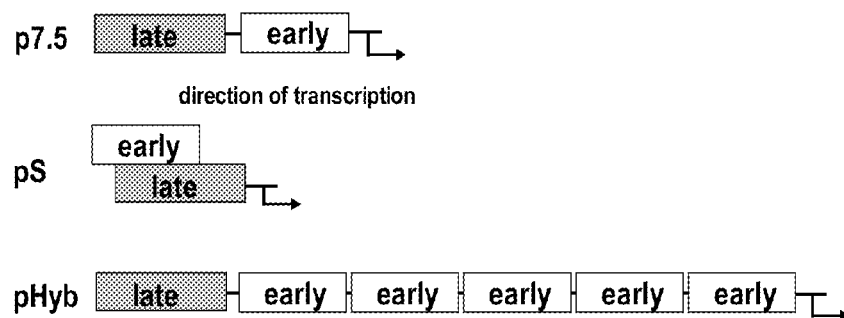 p7.5 late early
direction of transcription
early
pS
late
pHyb late early early early early early